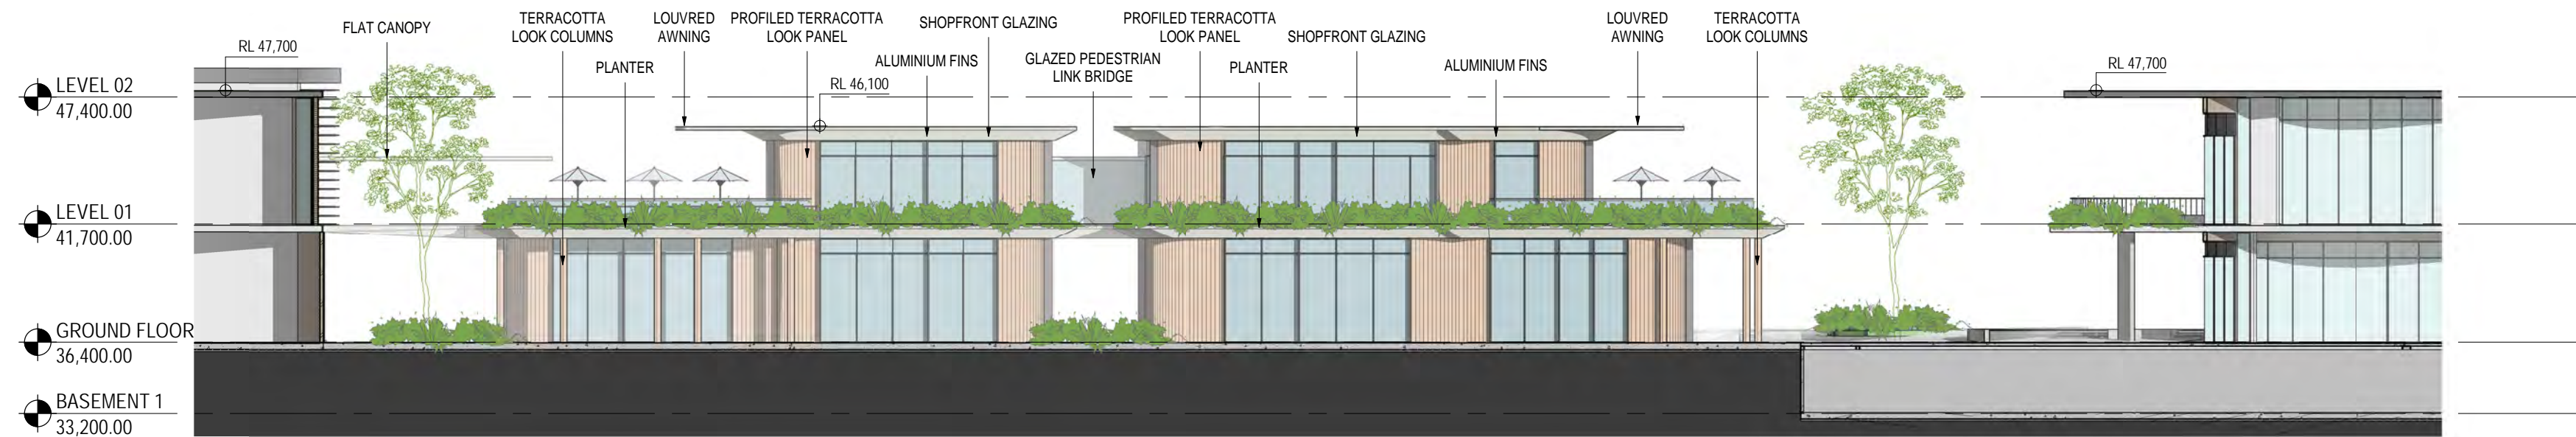 FLAT CANOPY
TERRACOTTA
LOOK COLUMNS
LOUVRED
AWNING
PROFILED TERRACOTTA
LOOK PANEL
SHOPFRONT GLAZING
PROFILED TERRACOTTA
LOOK PANEL
SHOPFRONT GLAZING
LOUVRED
AWNING
TERRACOTTA
LOOK COLUMNS
RL 47,700
PLANTER
ALUMINIUM FINS
GLAZED PEDESTRIAN
LINK BRIDGE
PLANTER
ALUMINIUM FINS
RL 47,700
RL 46,100
LEVEL 02
47,400.00
LEVEL 01
41,700.00
GROUND FLOOR
36,400.00
BASEMENT 1
33,200.00